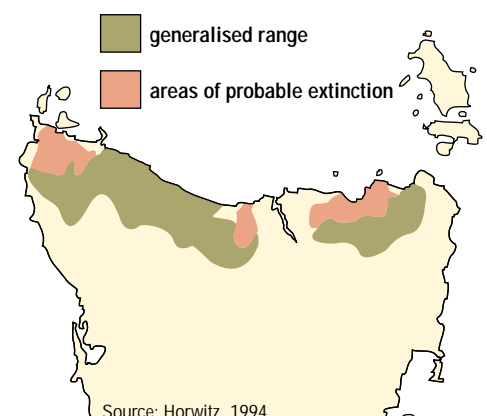 generalised range
areas of probable extinction
Source: Horwitz, 1994